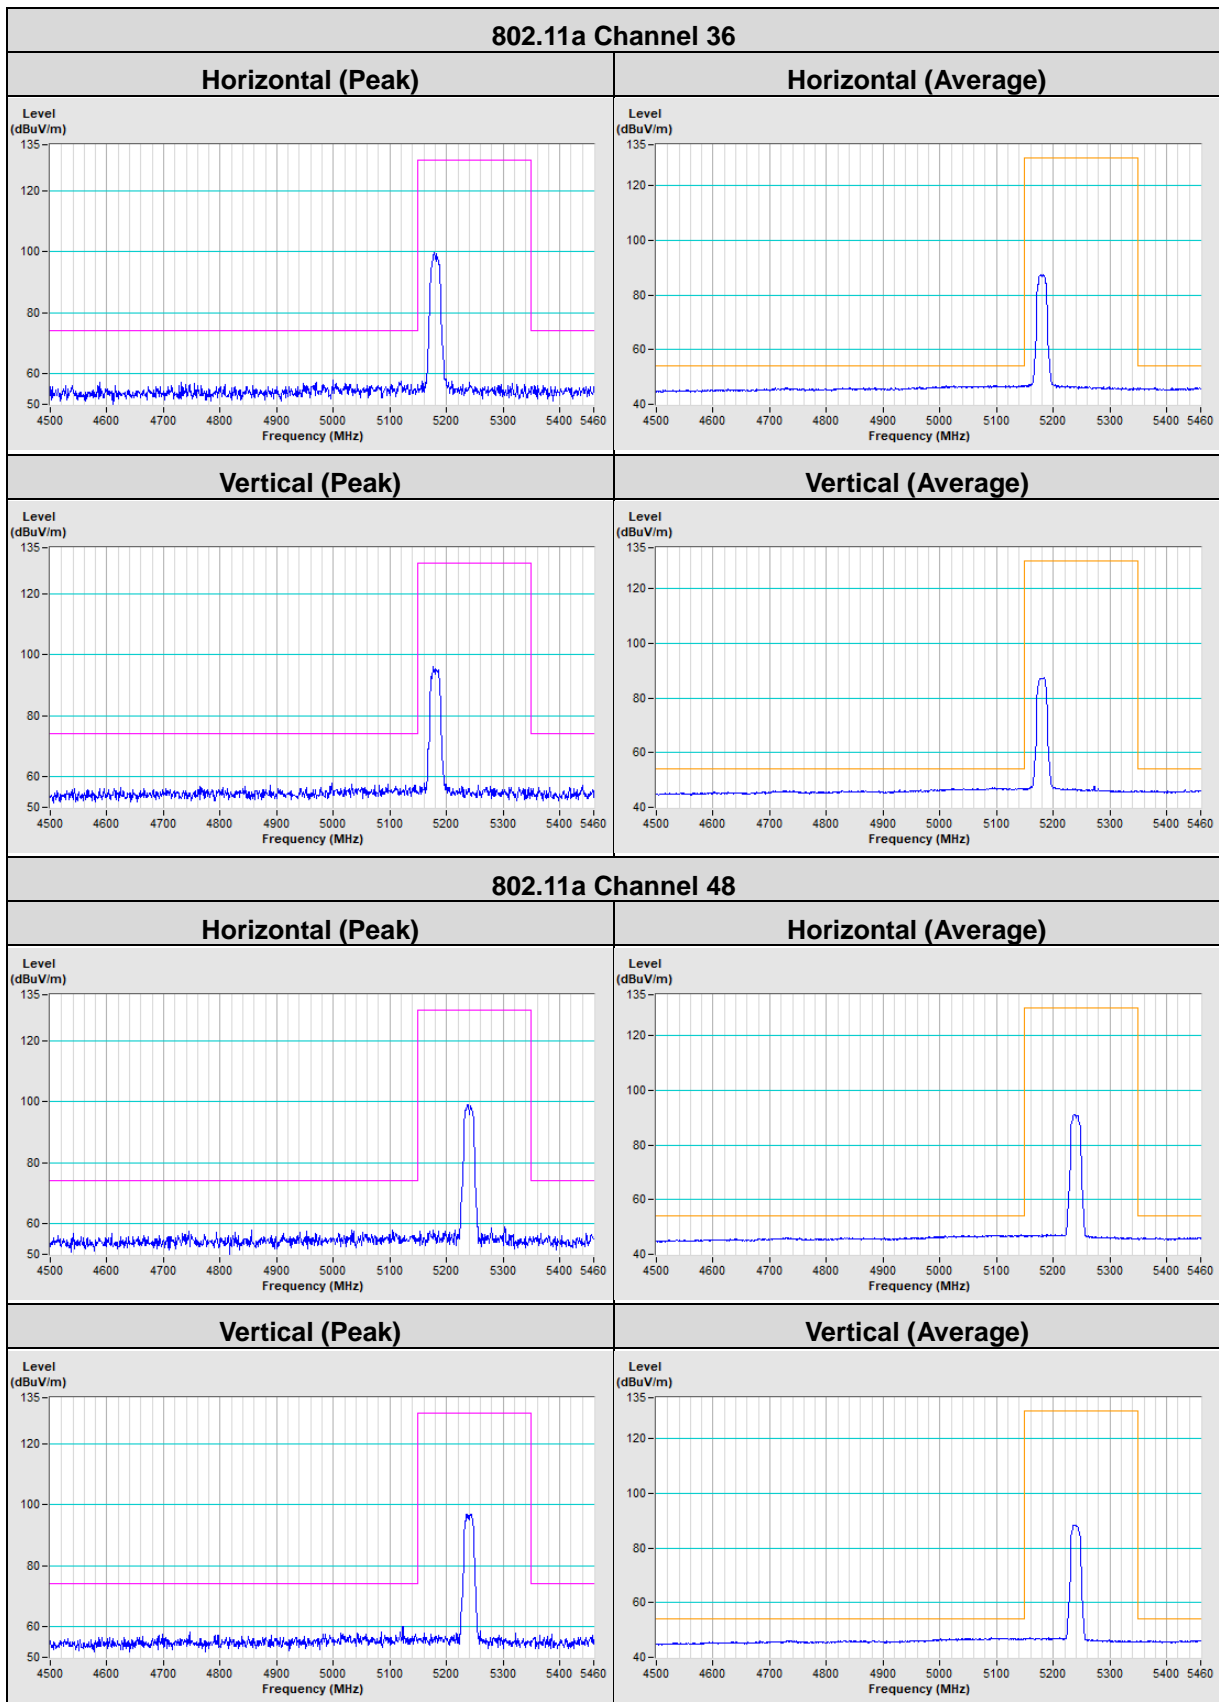 802.11a Channel 36
Horizontal (Peak)
Horizontal (Average)
Level
(dBuV/m)
135
120
100
80
60
50
4500 4600 4700 4800 4900 5000 5100 5200 5300 5400 5460
Frequency (MHz)
Level
(dBuV/m)
135
120
100
80
60
40
4500 4600 4700 4800 4900 5000 5100 5200 5300 5400 5460
Frequency (MHz)
Vertical (Peak)
Vertical (Average)
Level
(dBuV/m)
135
120
100
80
60
50
4500 4600 4700 4800 4900 5000 5100 5200 5300 5400 5460
Frequency (MHz)
Level
(dBuV/m)
135
120
100
80
60
40
4500 4600 4700 4800 4900 5000 5100 5200 5300 5400 5460
Frequency (MHz)
802.11a Channel 48
Horizontal (Peak)
Horizontal (Average)
Level
(dBuV/m)
135
120
100
80
60
50
4500 4600 4700 4800 4900 5000 5100 5200 5300 5400 5460
Frequency (MHz)
Level
(dBuV/m)
135
120
100
80
60
40
4500 4600 4700 4800 4900 5000 5100 5200 5300 5400 5460
Frequency (MHz)
Vertical (Peak)
Vertical (Average)
Level
(dBuV/m)
135
120
100
80
60
50
4500 4600 4700 4800 4900 5000 5100 5200 5300 5400 5460
Frequency (MHz)
Level
(dBuV/m)
135
120
100
80
60
40
4500 4600 4700 4800 4900 5000 5100 5200 5300 5400 5460
Frequency (MHz)